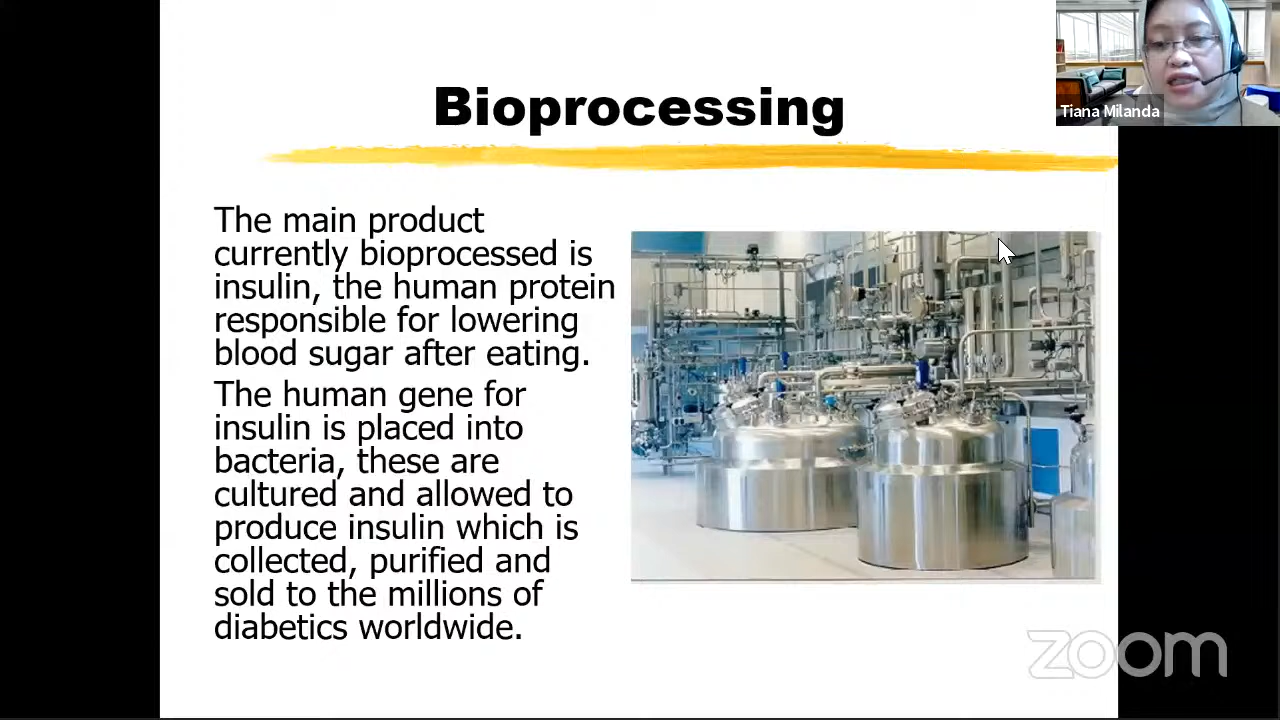 Bioprocessing
Tiana Milanda
The main product
currently bioprocessed is
insulin, the human protein
responsible for lowering
blood sugar after eating.
The human gene for
insulin is placed into
bacteria, these are
cultured and allowed to
produce insulin which is
collected, purified and
sold to the millions of
diabetics worldwide.
zoom